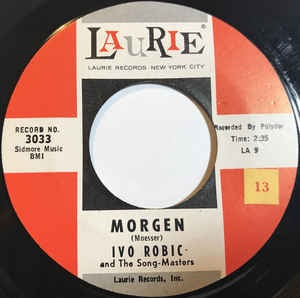 LAURIE
LAURIE RECORDS - NEW YORK CITY
RECORD NO.
3033
Sidmore Music
BMI
Recorded By Polydor
Time: 2:35
LA 9
13
MORGEN
(Moesser)
IVO ROBIC
and The Song-Masters
Laurie Records, Inc.